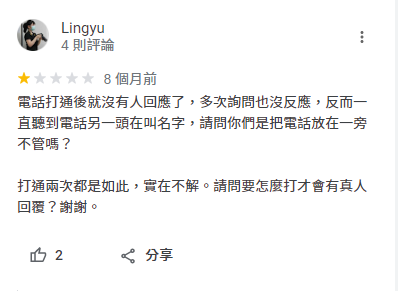 Lingyu
4 則評論
8 個月前
電話打通後就沒有人回應了，多次詢問也沒反應，反而一
直聽到電話另一頭在叫名字，請問你們是把電話放在一旁
不管嗎？
打通兩次都是如此，實在不解。請問要怎麼打才會有真人
回覆？謝謝。
2
分享